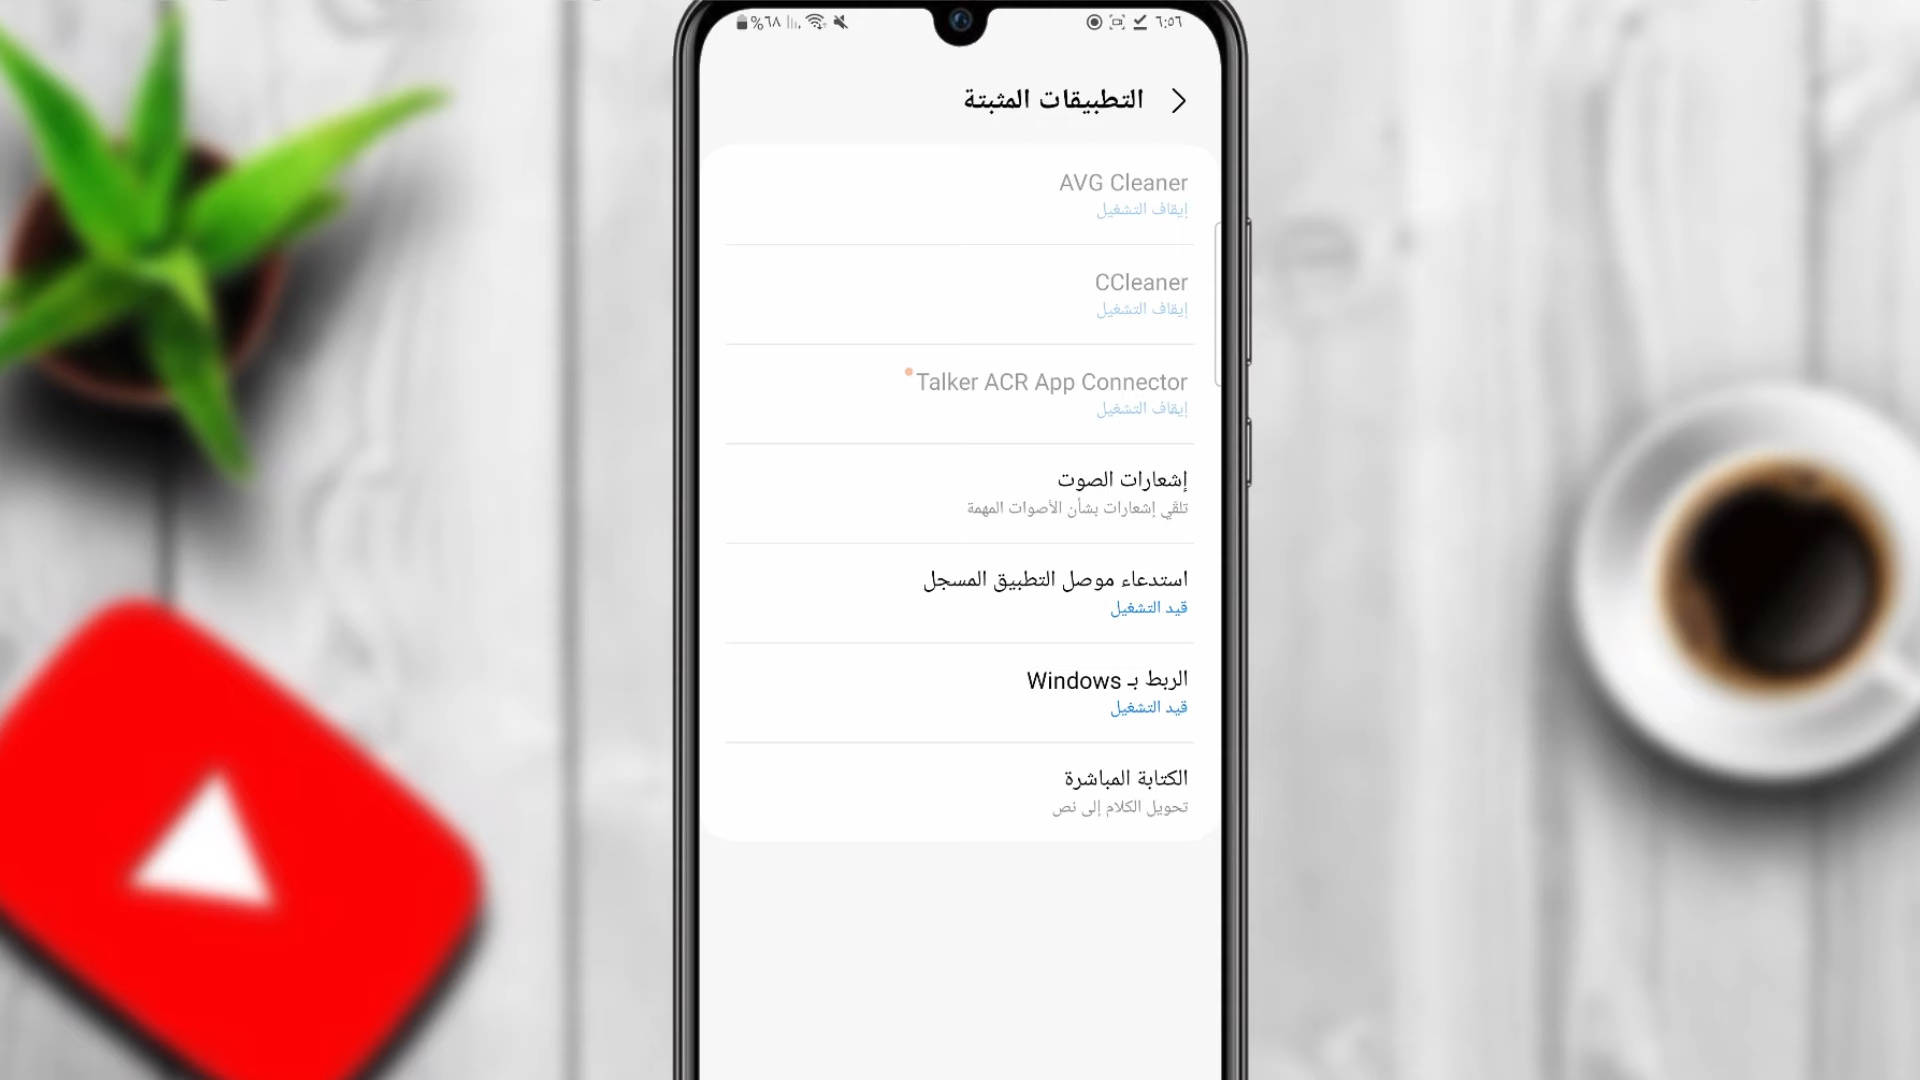 %٦٨
٦:٥٦
التطبيقات المثبتة
AVG Cleaner
إيقاف التشغيل
CCleaner
إيقاف التشغيل
Talker ACR App Connector
إيقاف التشغيل
إشعارات الصوت
تلقّي إشعارات بشأن الأصوات المهمة
استدعاء موصل التطبيق المسجل
قيد التشغيل
الربط بـ Windows
قيد التشغيل
الكتابة المباشرة
تحويل الكلام إلى نص